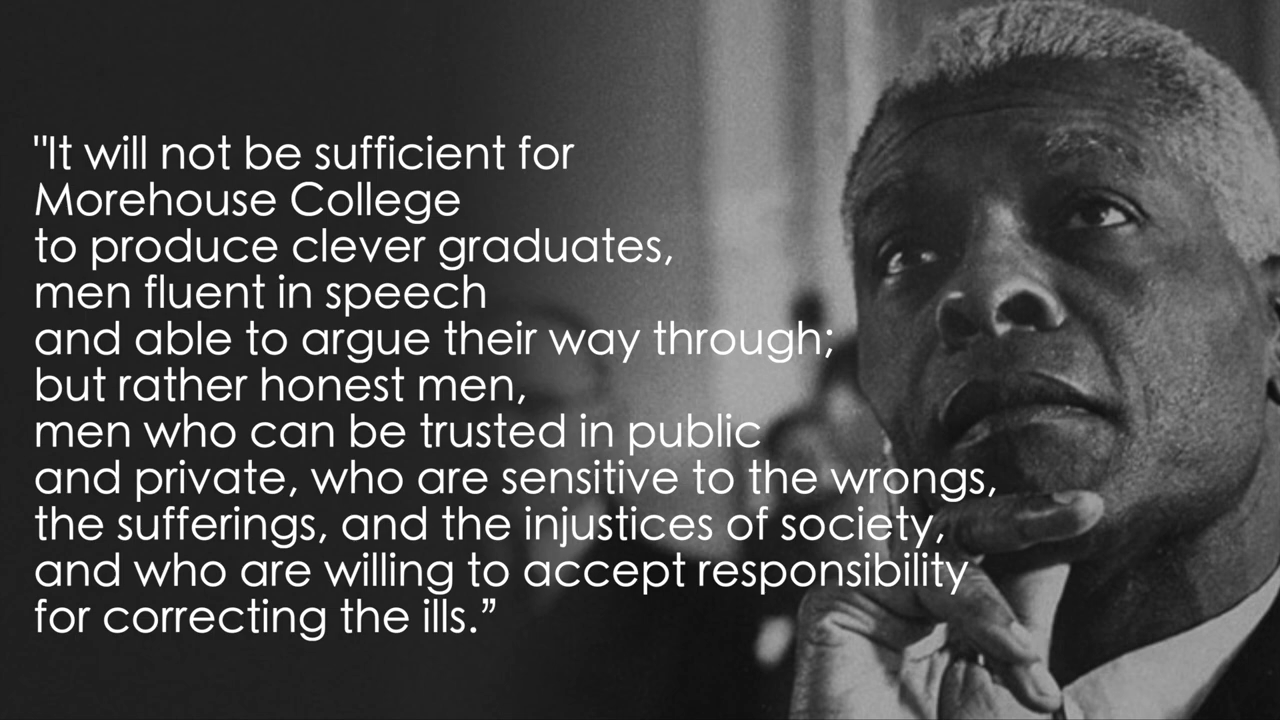 "It will not be sufficient for
Morehouse College
to produce clever graduates,
men fluent in speech
and able to argue their way through;
but rather honest men,
men who can be trusted in public
and private, who are sensitive to the wrongs,
the sufferings, and the injustices of society,
and who are willing to accept responsibility
for correcting the ills.”